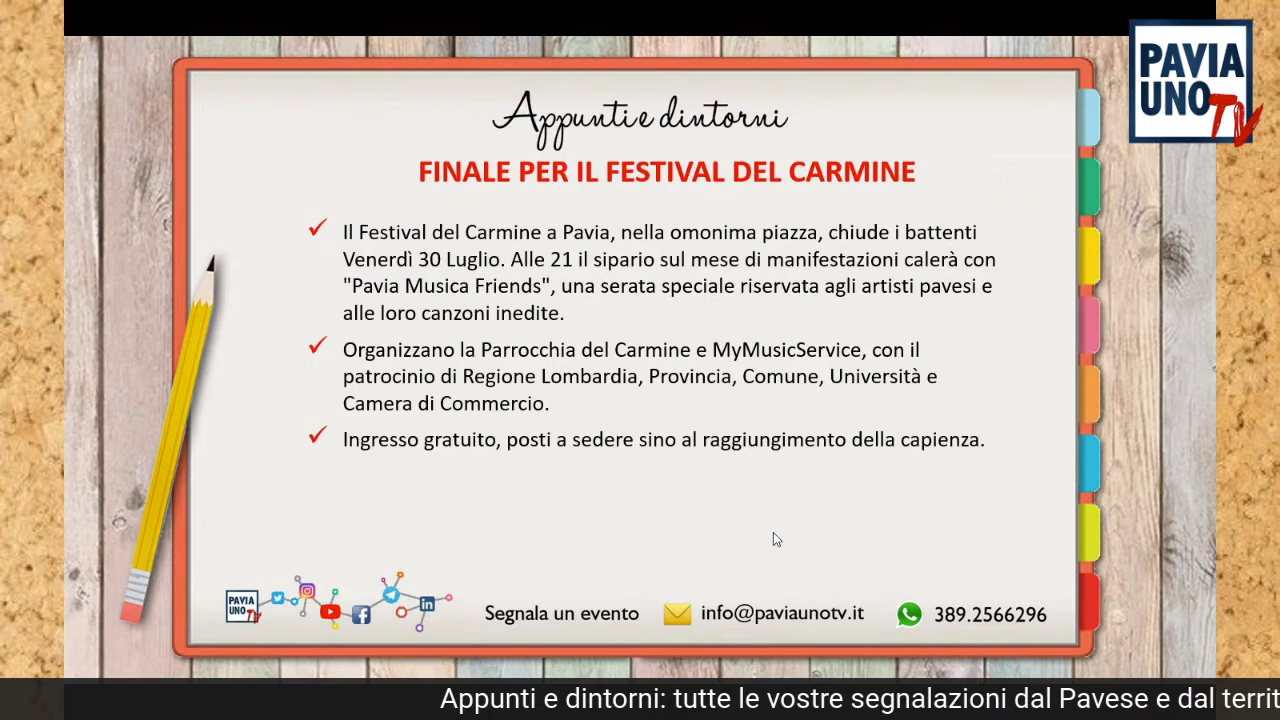 PAVIA
UNO TV
Appunti e dintorni
FINALE PER IL FESTIVAL DEL CARMINE
Il Festival del Carmine a Pavia, nella omonima piazza, chiude i battenti
Venerdì 30 Luglio. Alle 21 il sipario sul mese di manifestazioni calerà con
"Pavia Musica Friends", una serata speciale riservata agli artisti pavesi e
alle loro canzoni inedite.
Organizzano la Parrocchia del Carmine e MyMusicService, con il
patrocinio di Regione Lombardia, Provincia, Comune, Università e
Camera di Commercio.
Ingresso gratuito, posti a sedere sino al raggiungimento della capienza.
PAVIA
UNO TV
Segnala un evento info@paviaunotv.it 389.2566296
Appunti e dintorni: tutte le vostre segnalazioni dal Pavese e dal territ